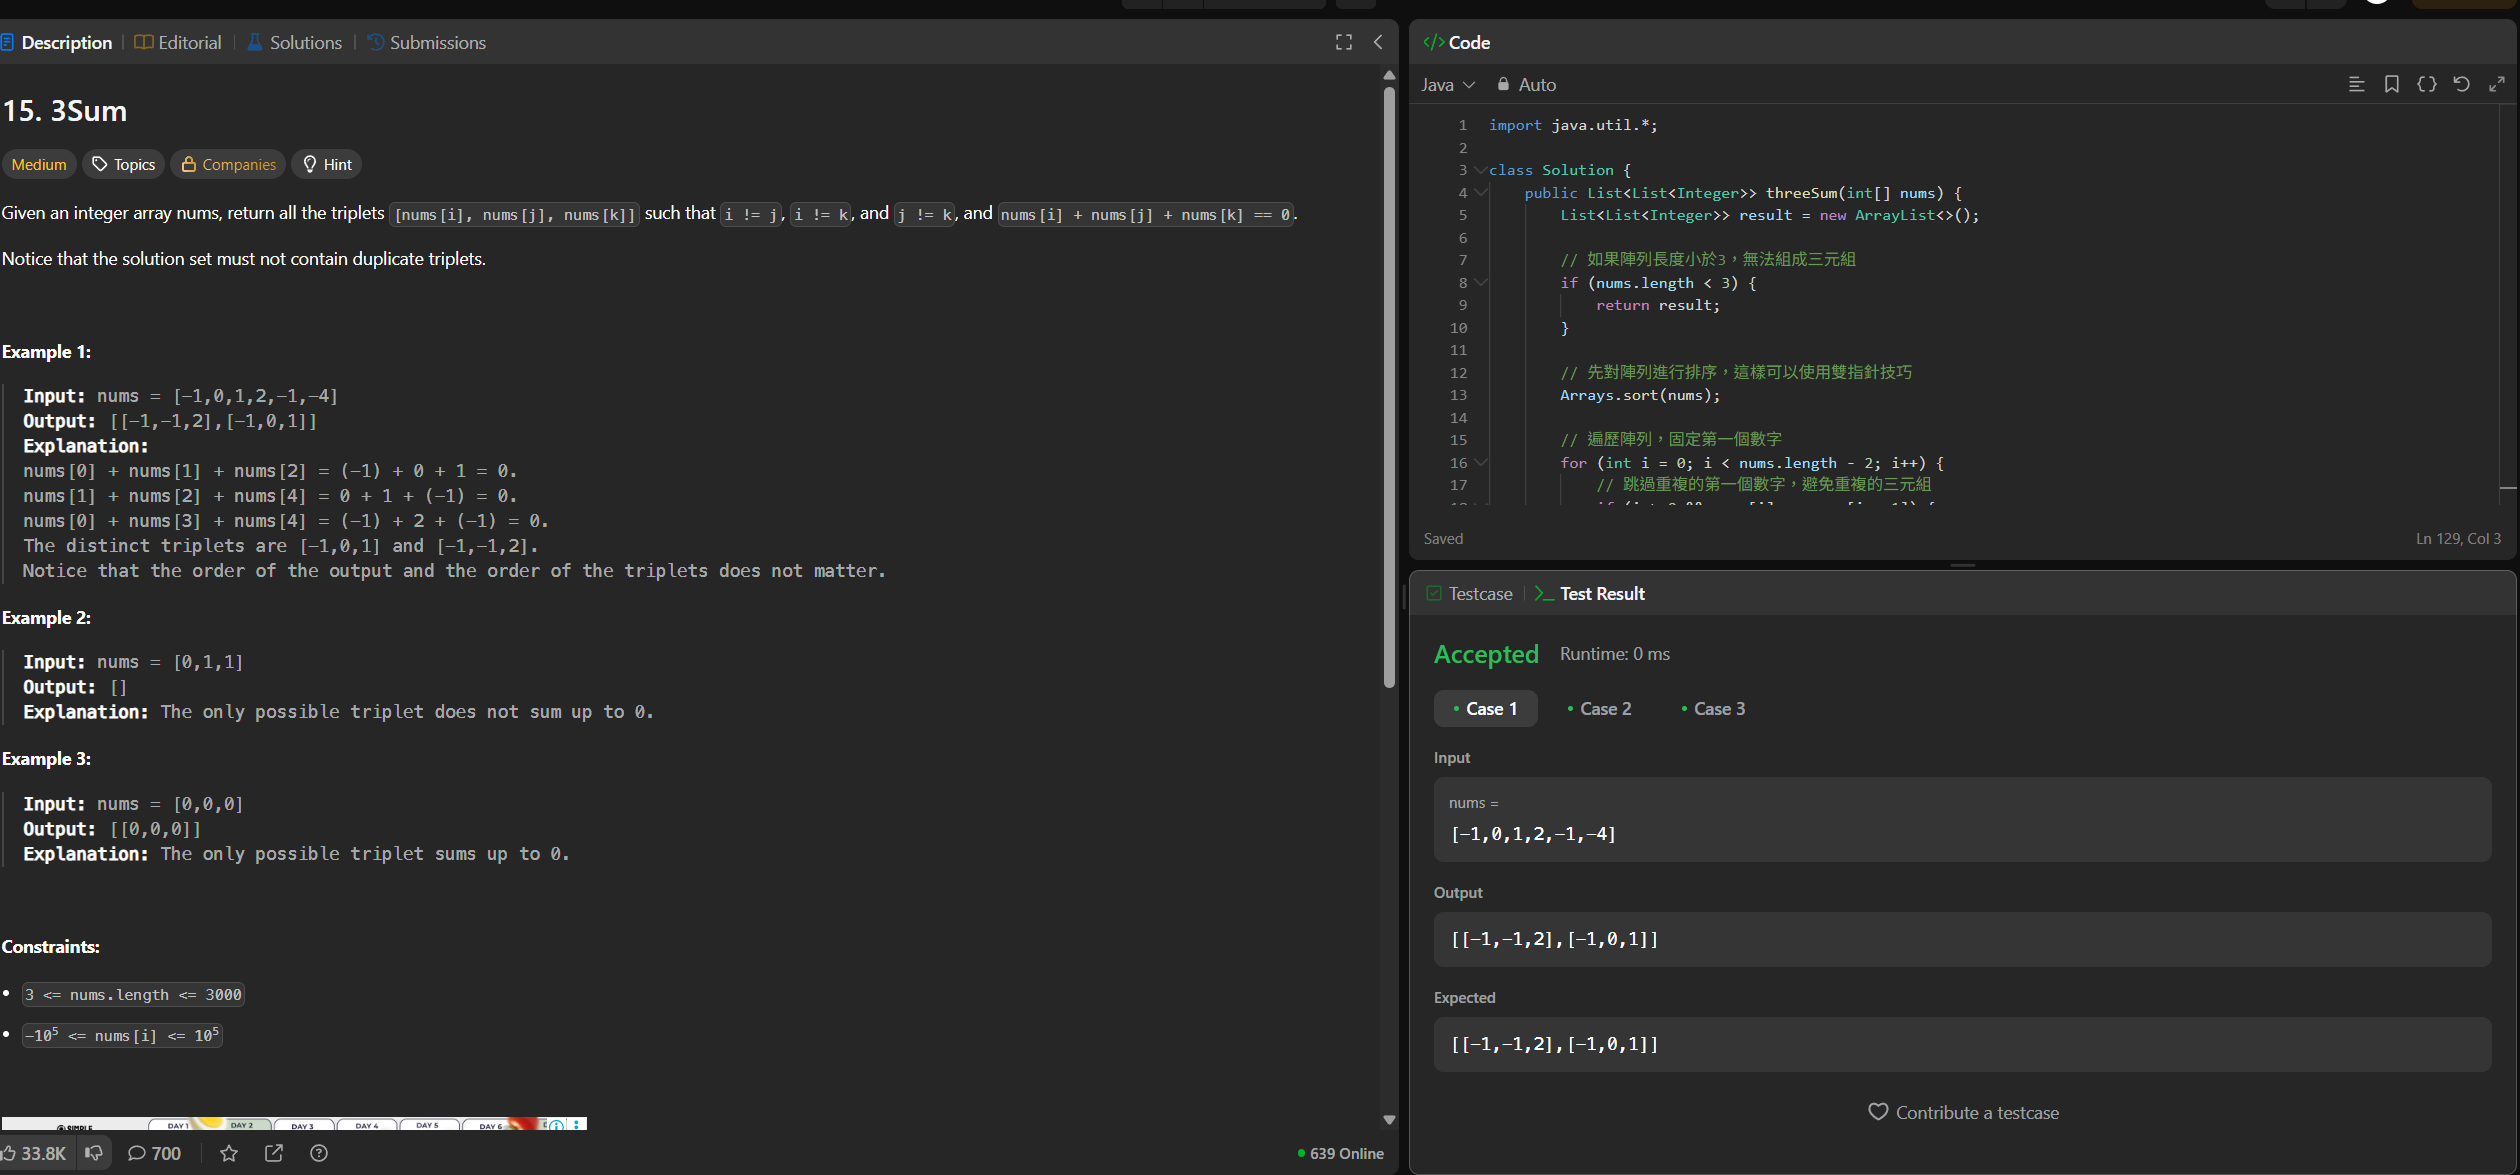 Description
Editorial
Solutions
Submissions
15. 3Sum
Medium
Topics
Companies
Hint
Given an integer array nums, return all the triplets [nums[i], nums[j], nums[k]] such that i != j, i != k, and j != k, and nums[i] + nums[j] + nums[k] == 0.
Notice that the solution set must not contain duplicate triplets.
Example 1:
Input: nums = [-1,0,1,2,-1,-4]
Output: [[-1,-1,2],[-1,0,1]]
Explanation:
nums[0] + nums[1] + nums[2] = (-1) + 0 + 1 = 0.
nums[1] + nums[2] + nums[4] = 0 + 1 + (-1) = 0.
nums[0] + nums[3] + nums[4] = (-1) + 2 + (-1) = 0.
The distinct triplets are [-1,0,1] and [-1,-1,2].
Notice that the order of the output and the order of the triplets does not matter.
Example 2:
Input: nums = [0,1,1]
Output: []
Explanation: The only possible triplet does not sum up to 0.
Example 3:
Input: nums = [0,0,0]
Output: [[0,0,0]]
Explanation: The only possible triplet sums up to 0.
Constraints:
• 3 <= nums.length <= 3000
• -10⁵ <= nums[i] <= 10⁵
SIMPLE
DAY 1
DAY 2
DAY 3
DAY 4
DAY 5
DAY 6
33.8K
700
639 Online
</> Code
Java
Auto
1 import java.util.*;
2
3 class Solution {
4 public List<List<Integer>> threeSum(int[] nums) {
5 List<List<Integer>> result = new ArrayList<>();
6
7 // 如果陣列長度小於3，無法組成三元組
8 if (nums.length < 3) {
9 return result;
10 }
11
12 // 先對陣列進行排序，這樣可以使用雙指針技巧
13 Arrays.sort(nums);
14
15 // 遍歷陣列，固定第一個數字
16 for (int i = 0; i < nums.length - 2; i++) {
17 // 跳過重複的第一個數字，避免重複的三元組
Saved
Ln 129, Col 3
Testcase
Test Result
Accepted
Runtime: 0 ms
Case 1
Case 2
Case 3
Input
nums =
[-1,0,1,2,-1,-4]
Output
[[-1,-1,2],[-1,0,1]]
Expected
[[-1,-1,2],[-1,0,1]]
Contribute a testcase